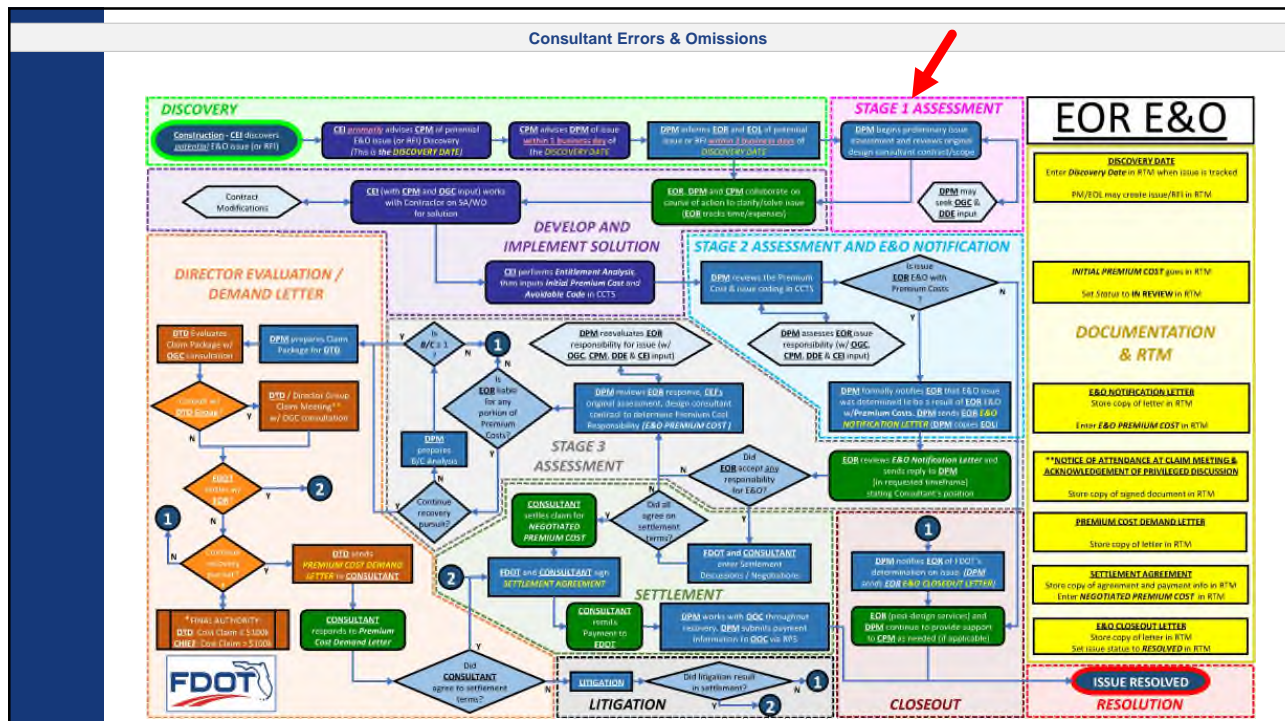 Consultant Errors & Omissions
DISCOVERY
Construction - CEI discovers
potential E&O issue (or RFI)
CEI promptly advises CPM of potential
E&O issue (or RFI) Discovery
(This is the DISCOVERY DATE)
CPM advises DPM of issue
within 1 business day of
the DISCOVERY DATE
DPM informs EOR and EOL of potential
issue or RFI within 2 business days of
DISCOVERY DATE
STAGE 1 ASSESSMENT
DPM begins preliminary issue
assessment and reviews original
design consultant contract/scope
DPM may
seek OGC &
DDE input
Contract
Modifications
CEI (with CPM and OGC input) works
with Contractor on SA/WO
for solution
EOR, DPM and CPM collaborate on
course of action to clarify/solve issue
(EOR tracks time/expenses)
DEVELOP AND
IMPLEMENT SOLUTION
CEI performs Entitlement Analysis,
then inputs Initial Premium Cost and
Avoidable Code in CCTS
STAGE 2 ASSESSMENT AND E&O NOTIFICATION
DPM reviews the Premium
Cost & issue coding in CCTS
Is issue
EOR E&O with
Premium Costs
?
N
Y
DPM assesses EOR issue
responsibility (w/ OGC,
CPM, DDE & CEI input)
DPM formally notifies EOR that E&O issue
was determined to be a result of EOR E&O
w/Premium Costs. DPM sends EOR E&O
NOTIFICATION LETTER (DPM copies EOL)
EOR reviews E&O Notification Letter and
sends reply to DPM
[in requested timeframe]
stating Consultant's position
DIRECTOR EVALUATION /
DEMAND LETTER
DTD Evaluates
Claim Package w/
OGC consultation
DPM prepares Claim
Package for DTD
Consult w/
DTD Group?
Y
N
DTD / Director Group
Claim Meeting**
w/ OGC consultation
FDOT
settles w/
EOR?
Y
2
N
1
N
Continue
recovery
pursuit?
Y
DTD sends
PREMIUM COST DEMAND
LETTER to CONSULTANT
*FINAL AUTHORITY:
DTD: Cost Claim ≤ $100k
CHIEF: Cost Claim > $100k
CONSULTANT
responds to Premium
Cost Demand Letter
FDOT
Did
CONSULTANT
agree to settlement
terms?
Y
N
Is
B/C ≥ 1
?
Y
N
1
N
Is
EOR liable
for any
portion of
Premium
Costs?
Y
DPM
prepares
B/C Analysis
Y
Continue
recovery
pursuit?
N
DPM reevaluates EOR
responsibility for issue (w/
OGC, CPM, DDE & CEI input)
DPM reviews EOR response, CEI's
original assessment, design consultant
contract to determine Premium Cost
Responsibility [E&O PREMIUM COST]
STAGE 3
ASSESSMENT
Did
EOR accept any
responsibility
for E&O?
N
Y
Did all
agree on
settlement
terms?
N
Y
CONSULTANT
settles claim for
NEGOTIATED
PREMIUM COST
FDOT and CONSULTANT
enter Settlement
Discussions / Negotiations
2
FDOT and CONSULTANT sign
SETTLEMENT AGREEMENT
SETTLEMENT
CONSULTANT
remits
Payment to
FDOT
DPM works with OOC throughout
recovery. DPM submits payment
information to OOC via RPS
LITIGATION
Did litigation result
in settlement?
N
1
Y
2
LITIGATION
1
DPM notifies EOR of FDOT's
determination on issue. (DPM
sends EOR E&O CLOSEOUT LETTER)
EOR (post-design services) and
DPM continue to provide support
to CPM as needed (if applicable)
CLOSEOUT
EOR E&O
DISCOVERY DATE
Enter Discovery Date in RTM when issue is tracked
PM/EOL may create issue/RFI in RTM
INITIAL PREMIUM COST goes in RTM
Set Status to IN REVIEW in RTM
DOCUMENTATION
& RTM
E&O NOTIFICATION LETTER
Store copy of letter in RTM
Enter E&O PREMIUM COST in RTM
**NOTICE OF ATTENDANCE AT CLAIM MEETING &
ACKNOWLEDGEMENT OF PRIVILEGED DISCUSSION
Store copy of signed document in RTM
PREMIUM COST DEMAND LETTER
Store copy of letter in RTM
SETTLEMENT AGREEMENT
Store copy of agreement and payment info in RTM
Enter NEGOTIATED PREMIUM COST in RTM
E&O CLOSEOUT LETTER
Store copy of letter in RTM
Set issue status to RESOLVED in RTM
ISSUE RESOLVED
RESOLUTION